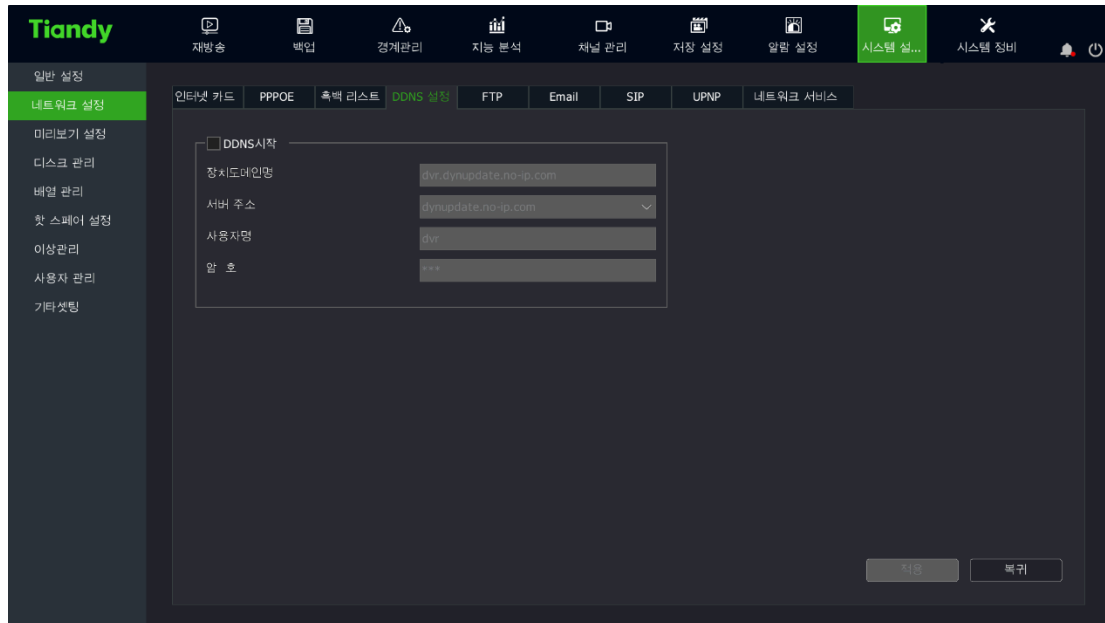 Tiandy
재방송
백업
경계관리
지능 분석
채널 관리
저장 설정
알람 설정
시스템 설...
시스템 정비
일반 설정
네트워크 설정
미리보기 설정
디스크 관리
배열 관리
핫 스페어 설정
이상관리
사용자 관리
기타셋팅
인터넷 카드
PPPOE
흑백 리스트
DDNS 설정
FTP
Email
SIP
UPNP
네트워크 서비스
DDNS시작
장치도메인명
dvr.dynupdate.no-ip.com
서버 주소
dynupdate.no-ip.com
사용자명
dvr
암 호
***
적용
복귀